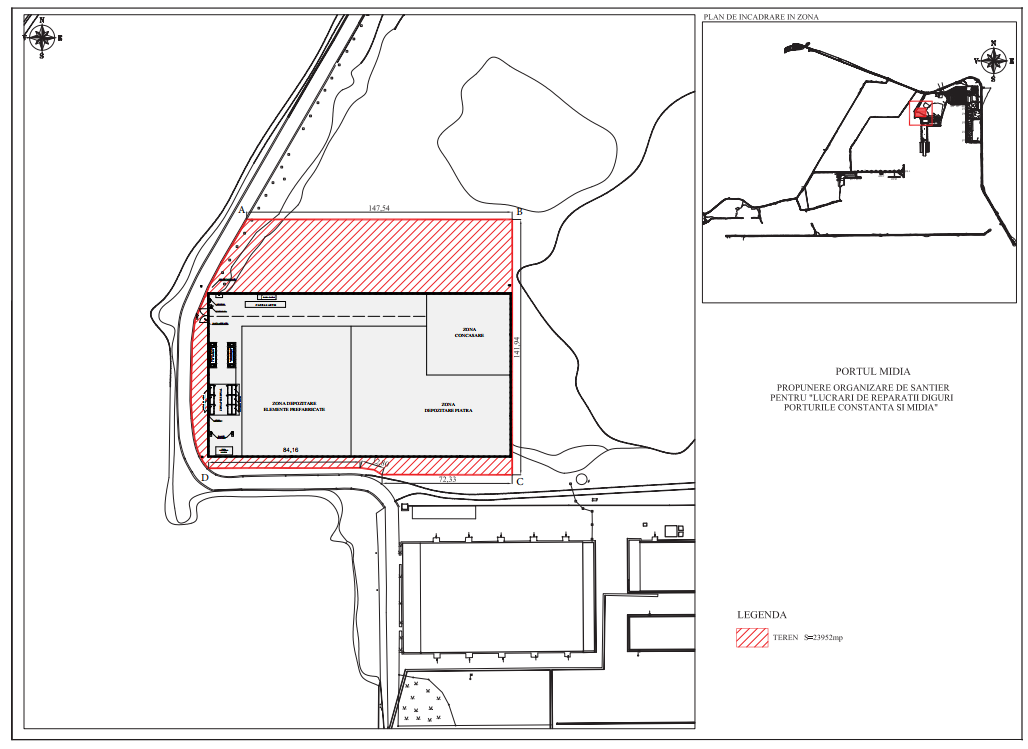 N
E
S
V
PLAN DE INCADRARE IN ZONA
N
V
E
S
A
147,54
B
ZONA
CONCASARE
141,94
ZONA DEPOZITARE
ELEMENTE PREFABRICATE
ZONA
DEPOZITARE PIATRA
84,16
D
72,33
C
PORTUL MIDIA
PROPUNERE ORGANIZARE DE SANTIER
PENTRU "LUCRARI DE REPARATII DIGURI
PORTURILE CONSTANTA SI MIDIA"
LEGENDA
TEREN S=23952mp